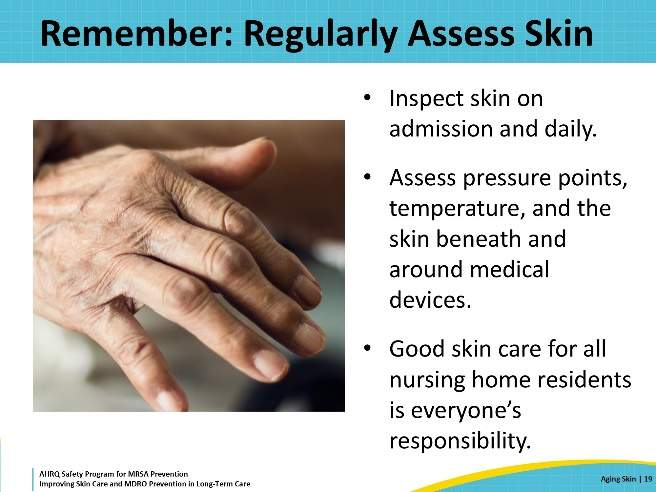 Remember: Regularly Assess Skin
• Inspect skin on
admission and daily.
• Assess pressure points,
temperature, and the
skin beneath and
around medical
devices.
• Good skin care for all
nursing home residents
is everyone’s
responsibility.
AHRQ Safety Program for MRSA Prevention
Improving Skin Care and MDRO Prevention in Long-Term Care
Aging Skin | 19